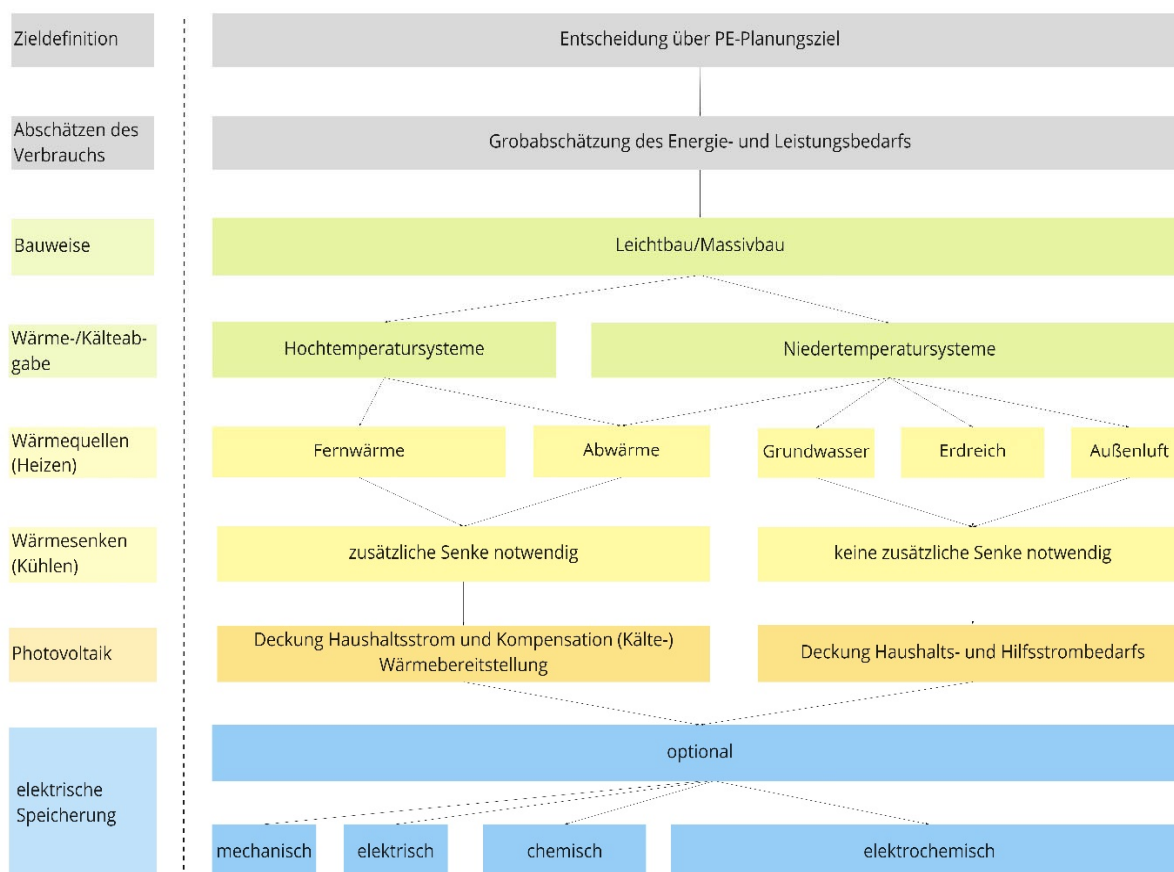 Zieldefinition
Entscheidung über PE-Planungsziel
Abschätzen des
Verbrauchs
Grobabschätzung des Energie- und Leistungsbedarfs
Bauweise
Leichtbau/Massivbau
Wärme-/Kälteab-
gabe
Hochtemperatursysteme
Niedertemperatursysteme
Wärmequellen
(Heizen)
Fernwärme
Abwärme
Grundwasser
Erdreich
Außenluft
Wärmesenken
(Kühlen)
zusätzliche Senke notwendig
keine zusätzliche Senke notwendig
Photovoltaik
Deckung Haushaltsstrom und Kompensation (Kälte-)
Wärmebereitstellung
Deckung Haushalts- und Hilfsstrombedarfs
elektrische
Speicherung
optional
mechanisch
elektrisch
chemisch
elektrochemisch